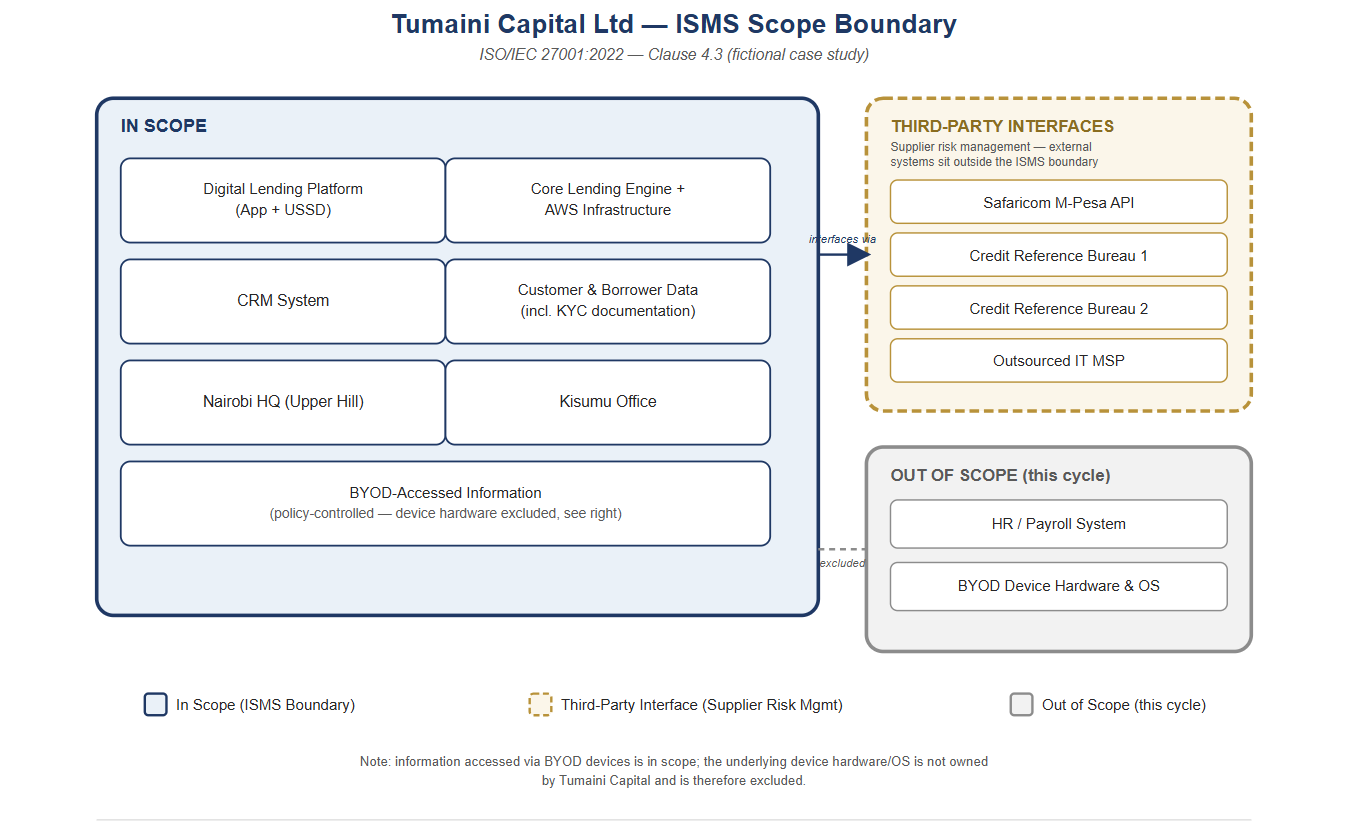 Tumaini Capital Ltd — ISMS Scope Boundary
ISO/IEC 27001:2022 — Clause 4.3 (fictional case study)
IN SCOPE
Digital Lending Platform
(App + USSD)
Core Lending Engine +
AWS Infrastructure
CRM System
Customer & Borrower Data
(incl. KYC documentation)
Nairobi HQ (Upper Hill)
Kisumu Office
BYOD-Accessed Information
(policy-controlled — device hardware excluded, see right)
interfaces via
THIRD-PARTY INTERFACES
Supplier risk management — external
systems sit outside the ISMS boundary
Safaricom M-Pesa API
Credit Reference Bureau 1
Credit Reference Bureau 2
Outsourced IT MSP
excluded
OUT OF SCOPE (this cycle)
HR / Payroll System
BYOD Device Hardware & OS
In Scope (ISMS Boundary)
Third-Party Interface (Supplier Risk Mgmt)
Out of Scope (this cycle)
Note: information accessed via BYOD devices is in scope; the underlying device hardware/OS is not owned
by Tumaini Capital and is therefore excluded.